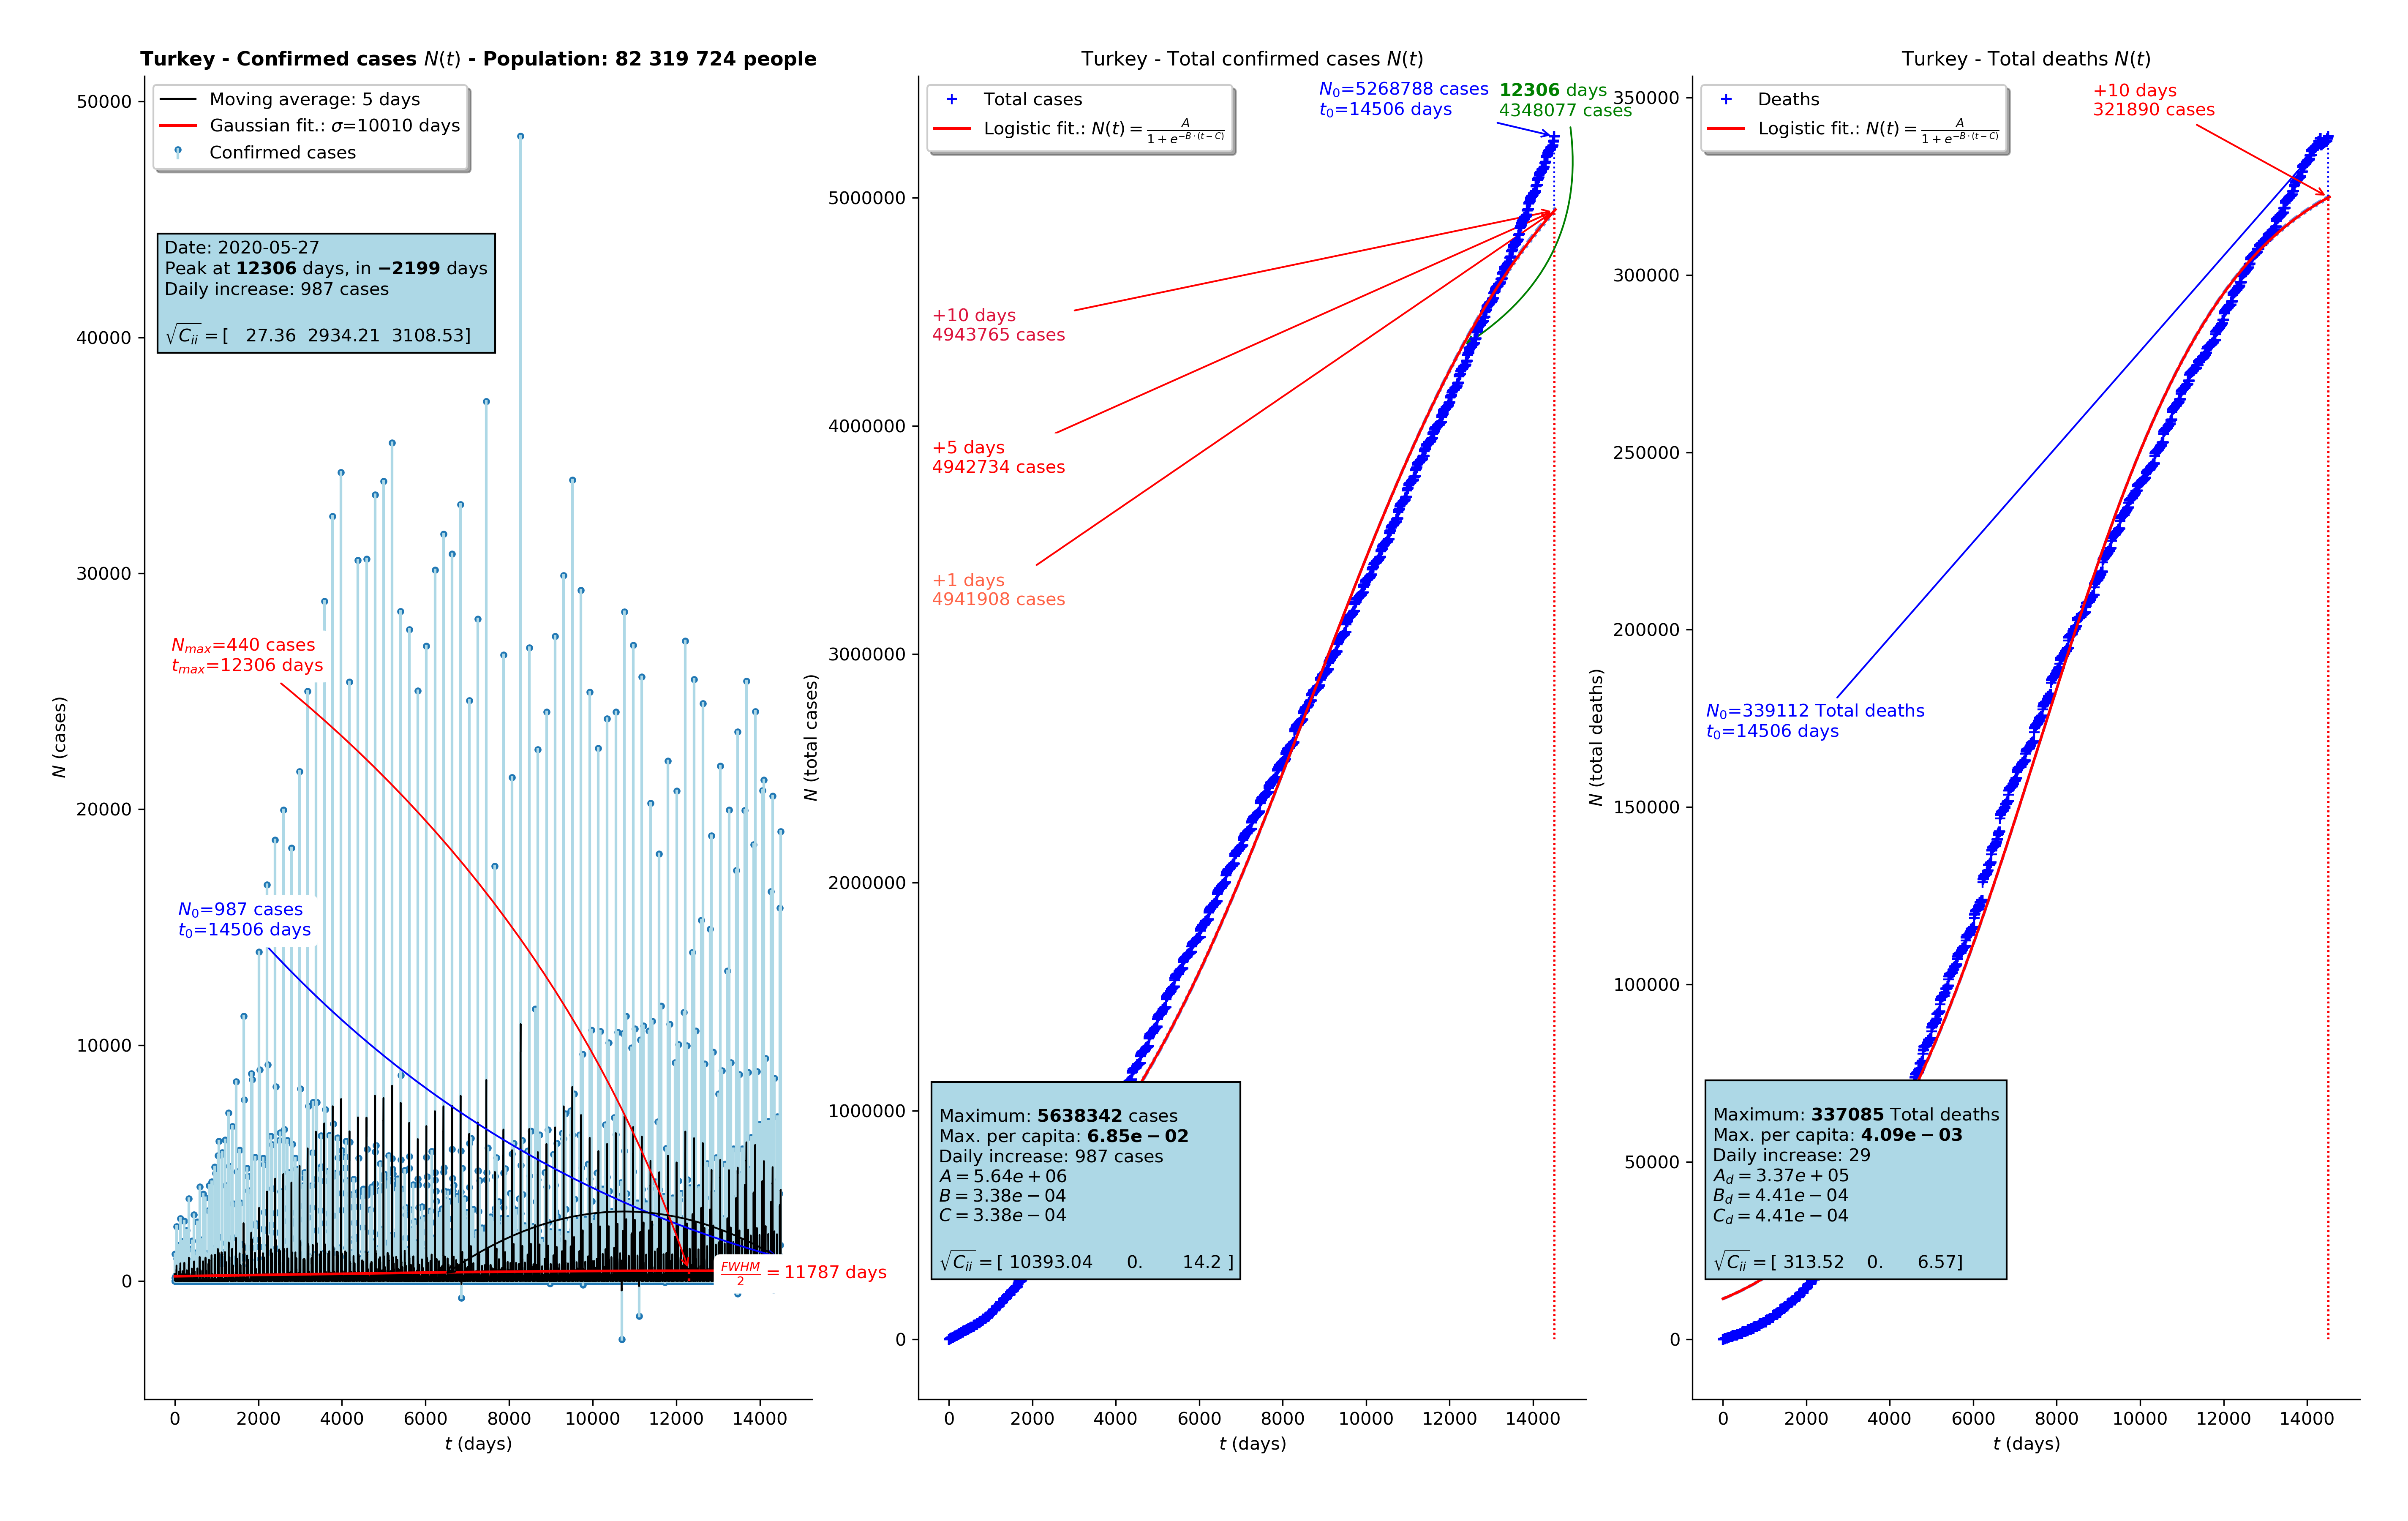 Turkey - Confirmed cases N(t) - Population: 82 319 724 people
Moving average: 5 days
Gaussian fit.: σ=10010 days
Confirmed cases
Date: 2020-05-27
Peak at 12306 days, in −2199 days
Daily increase: 987 cases
√C_ii = [ 27.36 2934.21 3108.53]
N_max=440 cases
t_max=12306 days
N_0=987 cases
t_0=14506 days
FWHM/2 = 11787 days
50000
40000
30000
20000
10000
0
N (cases)
0 2000 4000 6000 8000 10000 12000 14000
t (days)
Turkey - Total confirmed cases N(t)
Total cases
Logistic fit.: N(t) = A/(1 + e^{−B·(t−C)})
N_0=5268788 cases
t_0=14506 days
12306 days
4348077 cases
+10 days
4943765 cases
+5 days
4942734 cases
+1 days
4941908 cases
Maximum: 5638342 cases
Max. per capita: 6.85e − 02
Daily increase: 987 cases
A = 5.64e + 06
B = 3.38e − 04
C = 3.38e − 04
√C_ii = [ 10393.04 0. 14.2 ]
5000000
4000000
3000000
2000000
1000000
0
N (total cases)
0 2000 4000 6000 8000 10000 12000 14000
t (days)
Turkey - Total deaths N(t)
Deaths
Logistic fit.: N(t) = A/(1 + e^{−B·(t−C)})
+10 days
321890 cases
N_0=339112 Total deaths
t_0=14506 days
Maximum: 337085 Total deaths
Max. per capita: 4.09e − 03
Daily increase: 29
A_d = 3.37e + 05
B_d = 4.41e − 04
C_d = 4.41e − 04
√C_ii = [ 313.52 0. 6.57]
350000
300000
250000
200000
150000
100000
50000
0
N (total deaths)
0 2000 4000 6000 8000 10000 12000 14000
t (days)